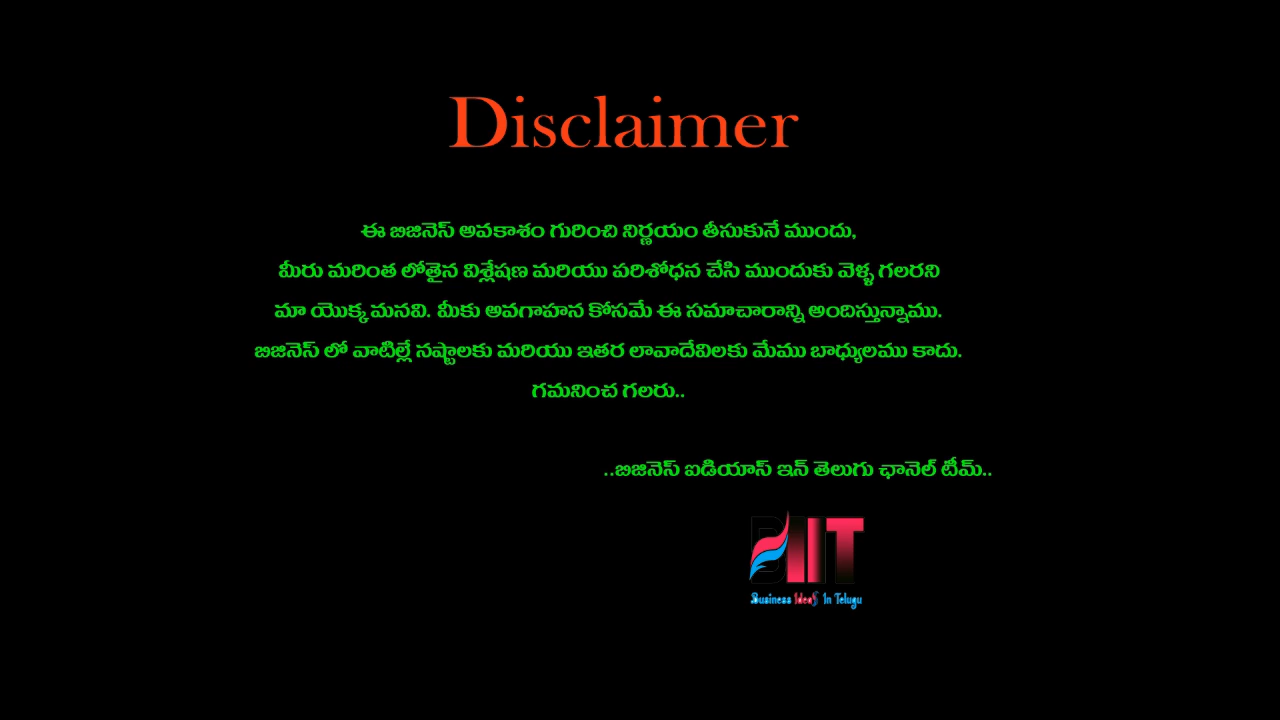 Disclaimer
ఈ బిజినెస్ అవకాశం గురించి నిర్ణయం తీసుకునే ముందు,
మీరు మరింత లోతైన విశ్లేషణ మరియు పరిశోధన చేసి ముందుకు వెళ్ళ గలరని
మా యొక్క మనవి. మీకు అవగాహన కోసమే ఈ సమాచారాన్ని అందిస్తున్నాము.
బిజినెస్ లో వాటిల్లే నష్టాలకు మరియు ఇతర లావాదేవిలకు మేము బాధ్యులము కాదు.
గమనించ గలరు..
..బిజినెస్ ఐడియాస్ ఇన్ తెలుగు ఛానెల్ టీమ్..
BIIT
Business IdeaS In Telugu